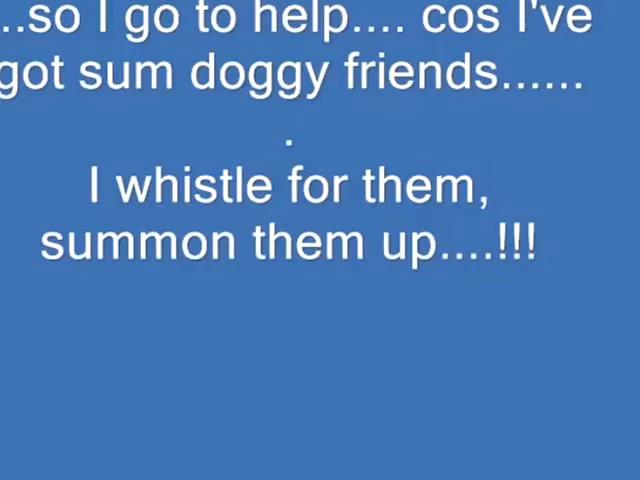 ...so I go to help.... cos I've
got sum doggy friends......
.
I whistle for them,
summon them up....!!!